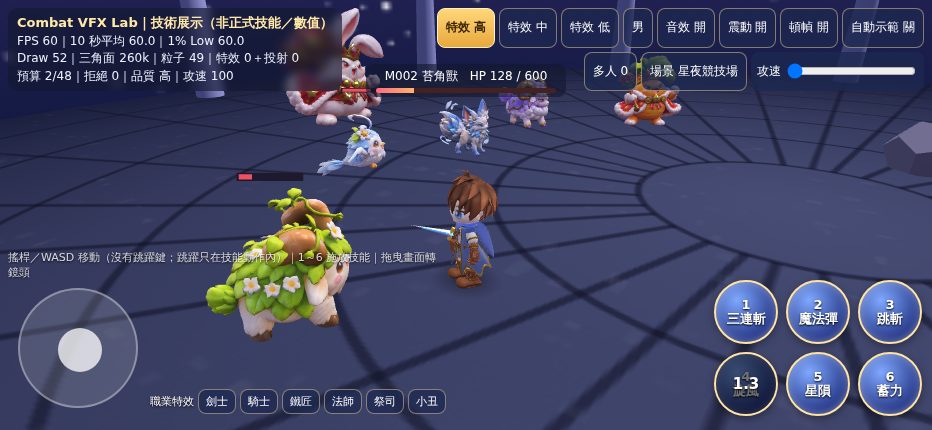 Combat VFX Lab｜技術展示（非正式技能／數值）
FPS 60｜10 秒平均 60.0｜1% Low 60.0
Draw 52｜三角面 260k｜粒子 49｜特效 0＋投射 0
預算 2/48｜拒絕 0｜品質 高｜攻速 100
特效 高
特效 中
特效 低
男
音效 開
震動 開
頓幀 開
自動示範 關
多人 0
場景 星夜競技場
攻速
M002 苔角獸 HP 128 / 600
搖桿／WASD 移動（沒有跳躍鍵；跳躍只在技能動作內）｜1～6 施放技能｜拖曳畫面轉
鏡頭
1
三連斬
2
魔法彈
3
跳斬
1.3
旋風
5
星隕
6
蓄力
職業特效
劍士
騎士
鐵匠
法師
祭司
小丑